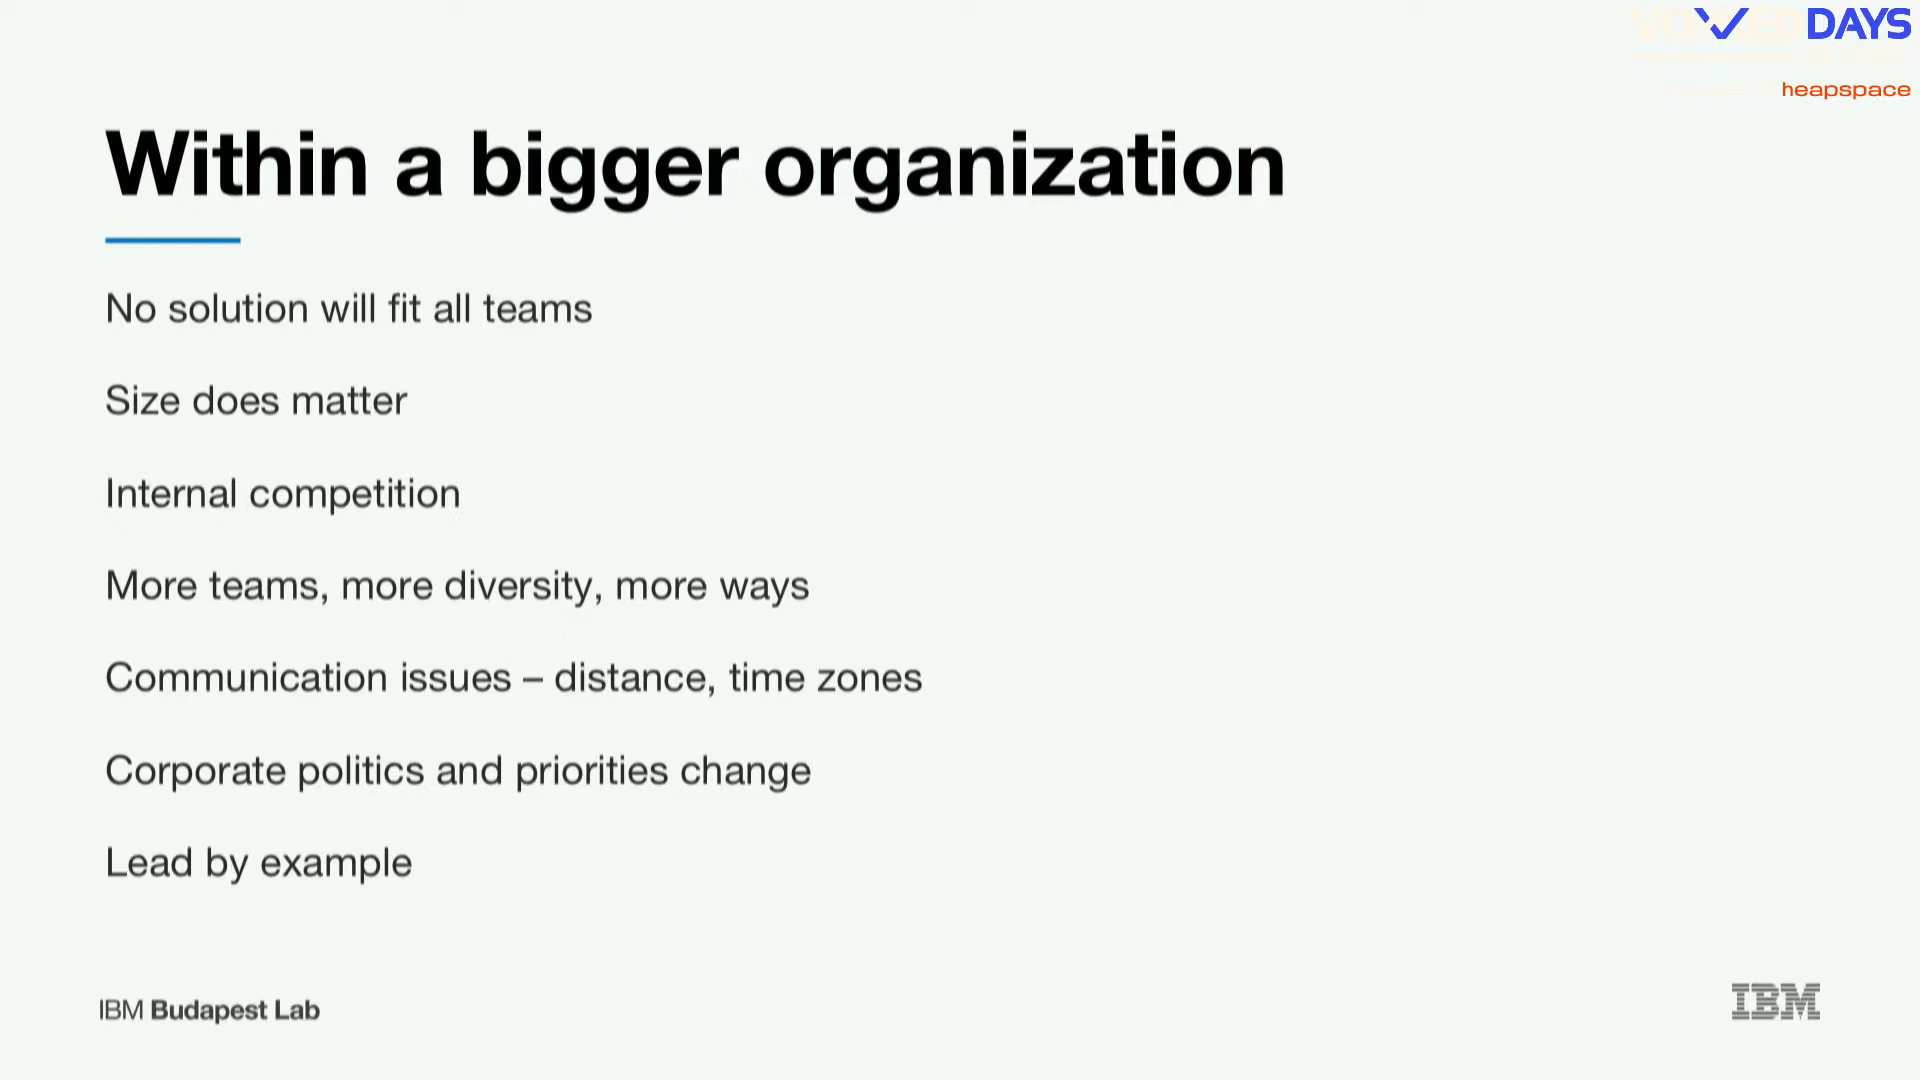 DAYS
heapspace
Within a bigger organization
No solution will fit all teams
Size does matter
Internal competition
More teams, more diversity, more ways
Communication issues – distance, time zones
Corporate politics and priorities change
Lead by example
IBM Budapest Lab
IBM